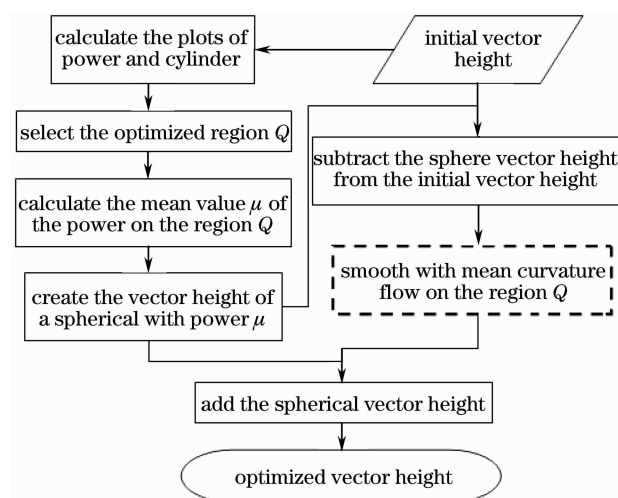 calculate the plots of
power and cylinder
initial vector
height
select the optimized region Q
subtract the sphere vector height
from the initial vector height
calculate the mean value μ of
the power on the region Q
smooth with mean curvature
flow on the region Q
create the vector height of
a spherical with power μ
add the spherical vector height
optimized vector height